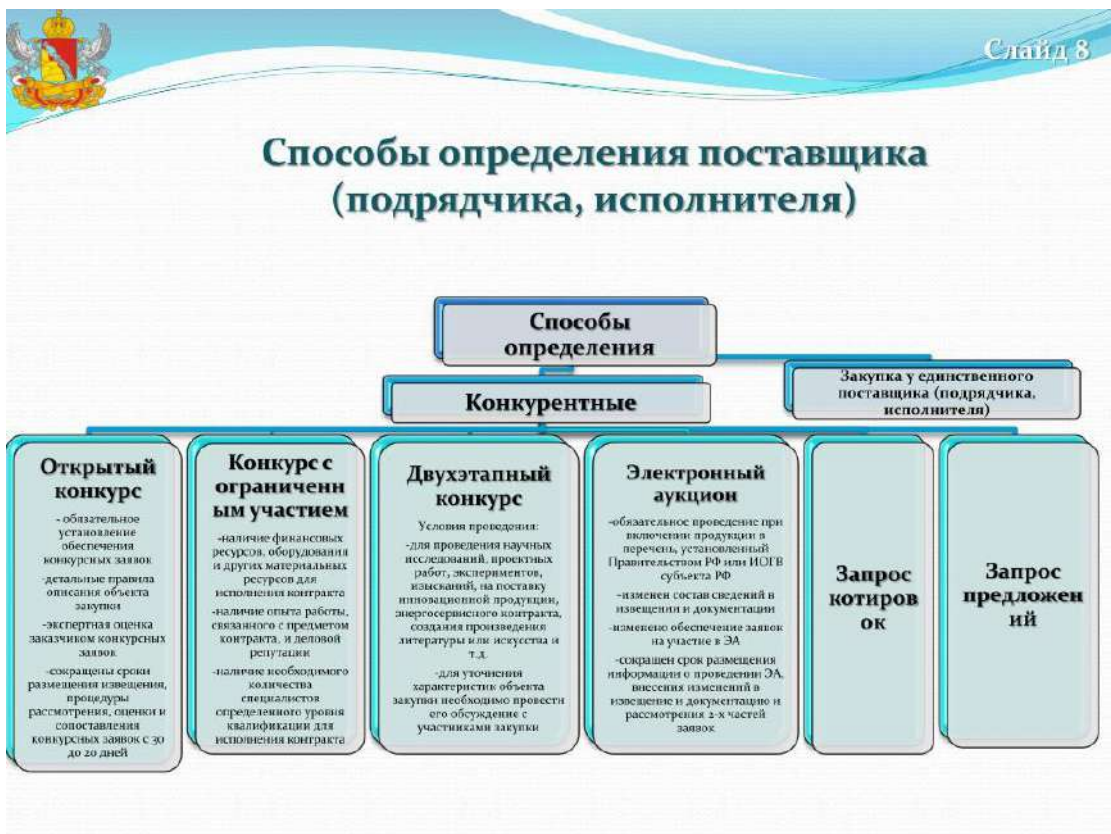 Слайд 8
Способы определения поставщика
(подрядчика, исполнителя)
Способы
определения
Закупка у единственного
поставщика (подрядчика,
исполнителя)
Конкурентные
Открытый
конкурс
- обязательное
установление
обеспечения
конкурсных заявок
-детальные правила
описания объекта
закупки
-экспертная оценка
заказчиком конкурсных
заявок
-сокращены сроки
размещения извещения,
процедуры
рассмотрения, оценки и
сопоставления
конкурсных заявок с 30
до 20 дней
Конкурс с
ограниченн
ым участием
-наличие финансовых
ресурсов, оборудования
и других материальных
ресурсов для
исполнения контракта
-наличие опыта работы,
связанного с предметом
контракта, и деловой
репутации
-наличие необходимого
количества
специалистов
определенного уровня
квалификации для
исполнения контракта
Двухэтапный
конкурс
Условия проведения:
-для проведения научных
исследований, проектных
работ, экспериментов,
изысканий, на поставку
инновационной продукции,
энергосервисного контракта,
создания произведения
литературы или искусства и
т.д.
-для уточнения
характеристик объекта
закупки необходимо провести
его обсуждение с
участниками закупки
Электронный
аукцион
-обязательное проведение при
включении продукции в
перечень, установленный
Правительством РФ или ИОГВ
субъекта РФ
-изменен состав сведений в
извещении и документации
-изменено обеспечение заявок
на участие в ЭА
-сокращен срок размещения
информации о проведении ЭА,
внесения изменений в
извещение и документацию и
рассмотрения 2-х частей
заявок
Запрос
котиров
ок
Запрос
предложен
ий